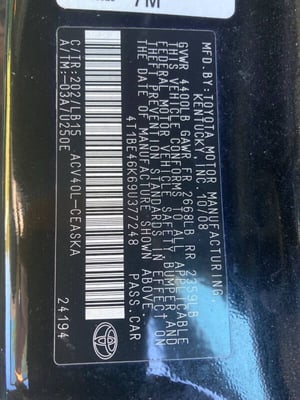 7M
MFD. BY:TOYOTA MOTOR MANUFACTURING
KENTUCKY, INC. 10/08
GVWR 4400LB GAWR FR 2668LB RR 2359LB
THIS VEHICLE CONFORMS TO ALL APPLICABLE
FEDERAL MOTOR VEHICLE SAFETY, BUMPER, AND
THEFT PREVENTION STANDARDS IN EFFECT ON
THE DATE OF MANUFACTURE SHOWN ABOVE.
4T1BE46K69U377248 PASS.CAR
C/TR:202/LB15 ACV40L-CEASKA
A/TM:-03A/U250E 24194